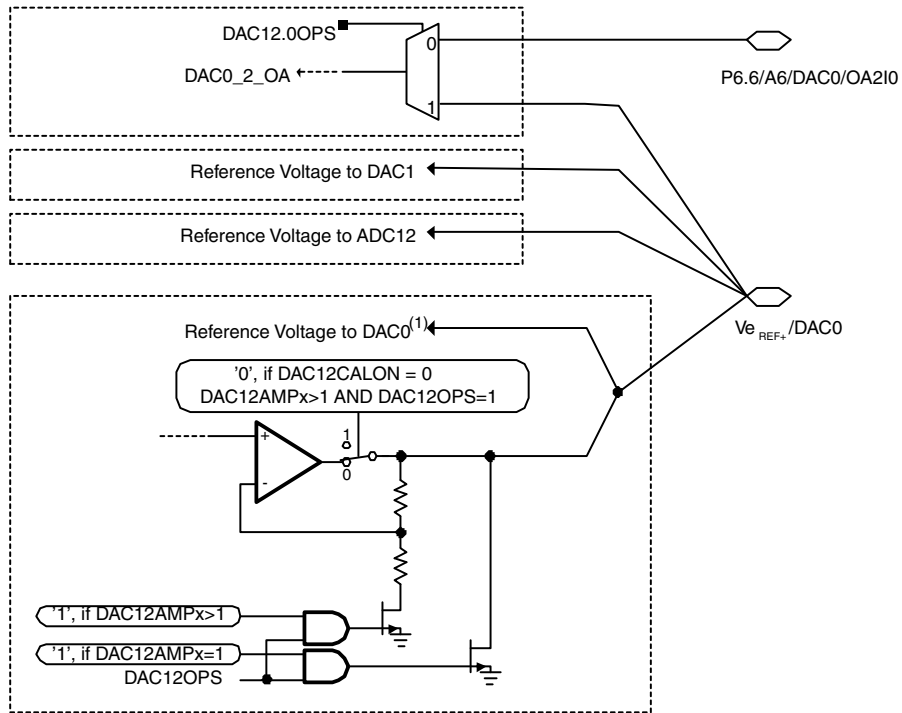 DAC12.0OPS
0
DAC0_2_OA
P6.6/A6/DAC0/OA2I0
1
Reference Voltage to DAC1
Reference Voltage to ADC12
Reference Voltage to DAC0(1)
Ve REF+/DAC0
'0', if DAC12CALON = 0
DAC12AMPx>1 AND DAC12OPS=1
+
1
0
-
'1', if DAC12AMPx>1
'1', if DAC12AMPx=1
DAC12OPS